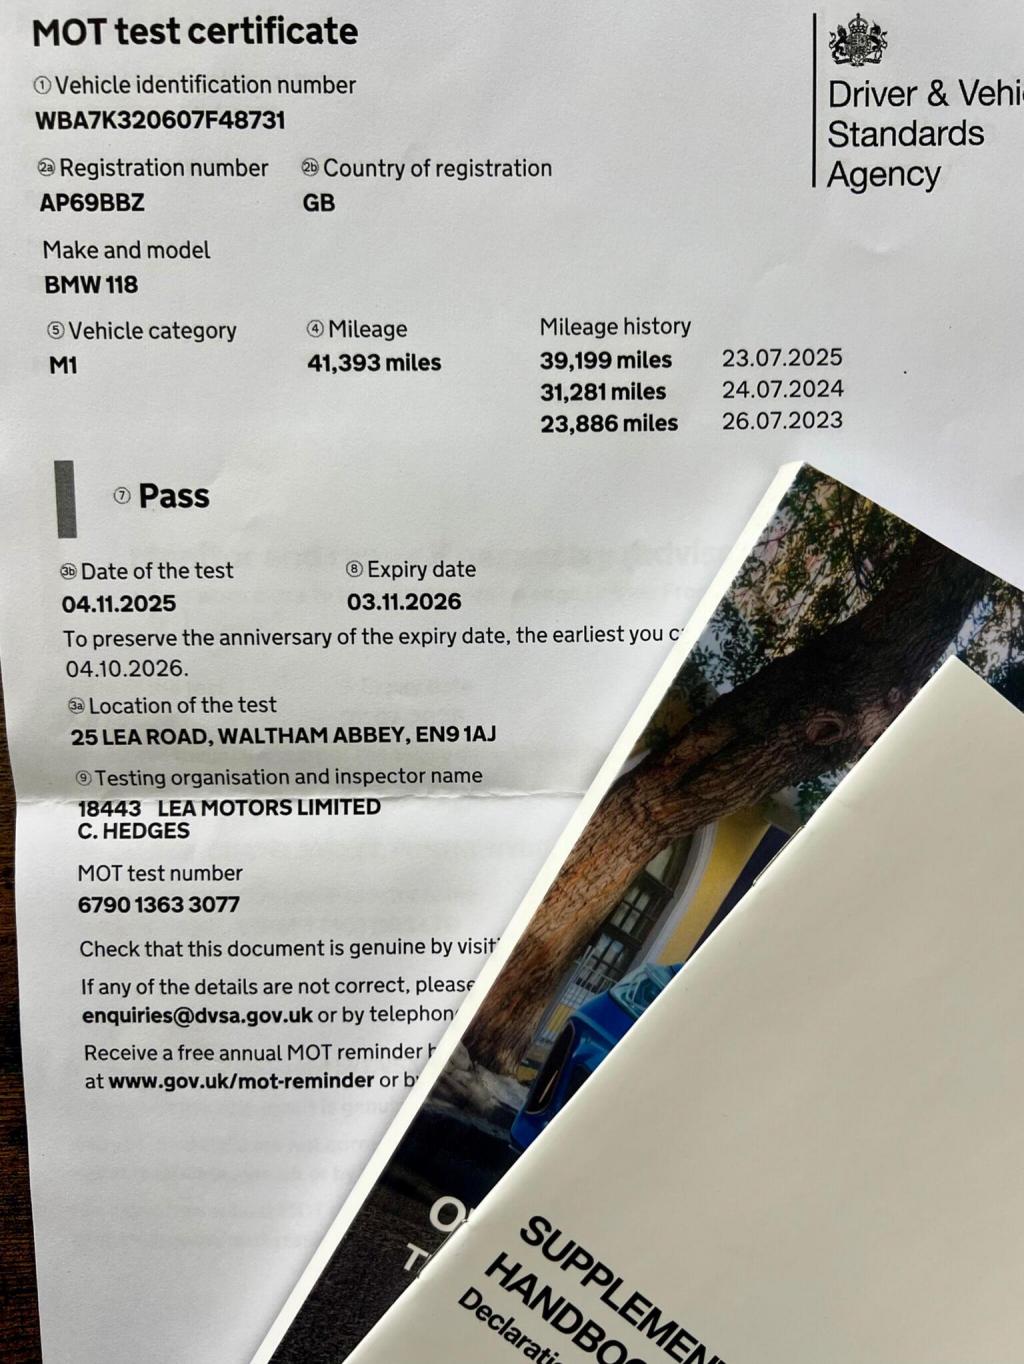 MOT test certificate
Driver & Vehi
Standards
Agency
① Vehicle identification number
WBA7K320607F48731
2a Registration number 2b Country of registration
AP69BBZ GB
Make and model
BMW 118
⑤ Vehicle category ④ Mileage Mileage history
M1 41,393 miles 39,199 miles 23.07.2025
31,281 miles 24.07.2024
23,886 miles 26.07.2023
⑦ Pass
3b Date of the test ⑧ Expiry date
04.11.2025 03.11.2026
To preserve the anniversary of the expiry date, the earliest you
04.10.2026.
3a Location of the test
25 LEA ROAD, WALTHAM ABBEY, EN9 1AJ
⑨ Testing organisation and inspector name
18443 LEA MOTORS LIMITED
C. HEDGES
MOT test number
6790 1363 3077
Check that this document is genuine by visit
If any of the details are not correct, please
enquiries@dvsa.gov.uk or by telephon
Receive a free annual MOT reminder
at www.gov.uk/mot-reminder or
O
T
SUPPLEMEN
HANDBOO
Declaratio